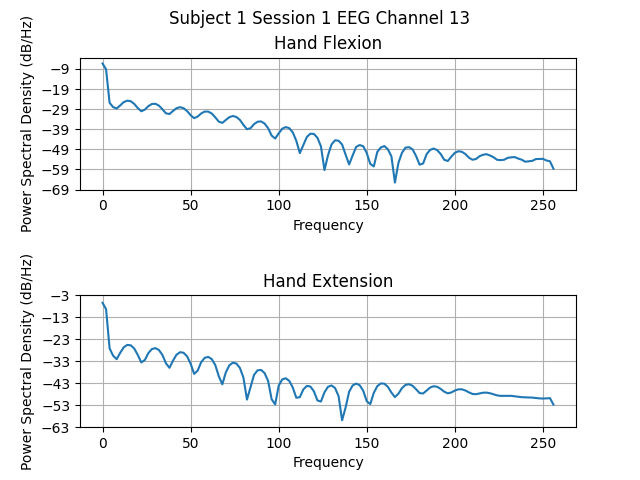 Subject 1 Session 1 EEG Channel 13
Hand Flexion
Power Spectral Density (dB/Hz)
−9
−19
−29
−39
−49
−59
−69
0 50 100 150 200 250
Frequency
Hand Extension
Power Spectral Density (dB/Hz)
−3
−13
−23
−33
−43
−53
−63
0 50 100 150 200 250
Frequency